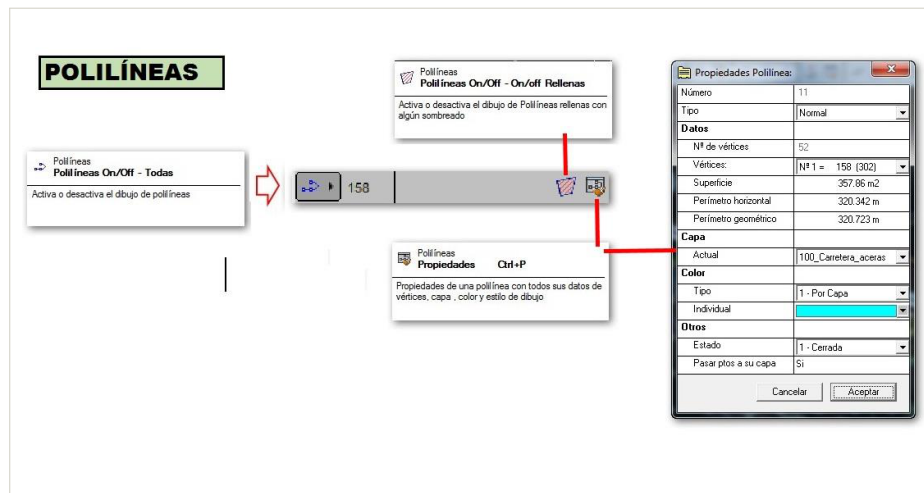 POLILÍNEAS
Polilíneas
Polilíneas On/Off - Todas
Activa o desactiva el dibujo de polilíneas
158
Polilíneas
Polilíneas On/Off - On/off Rellenas
Activa o desactiva el dibujo de Polilíneas rellenas con
algún sombreado
Polilíneas
Propiedades Ctrl+P
Propiedades de una polilínea con todos sus datos de
vértices, capa , color y estilo de dibujo
Propiedades Polilínea:
Número 11
Tipo Normal
Datos
Nº de vértices 52
Vértices: Nº 1 = 158 (302)
Superficie 357.86 m2
Perímetro horizontal 320.342 m
Perímetro geométrico 320.723 m
Capa
Actual 100_Carretera_aceras
Color
Tipo 1 - Por Capa
Individual
Otros
Estado 1 - Cerrada
Pasar ptos a su capa Si
Cancelar Aceptar